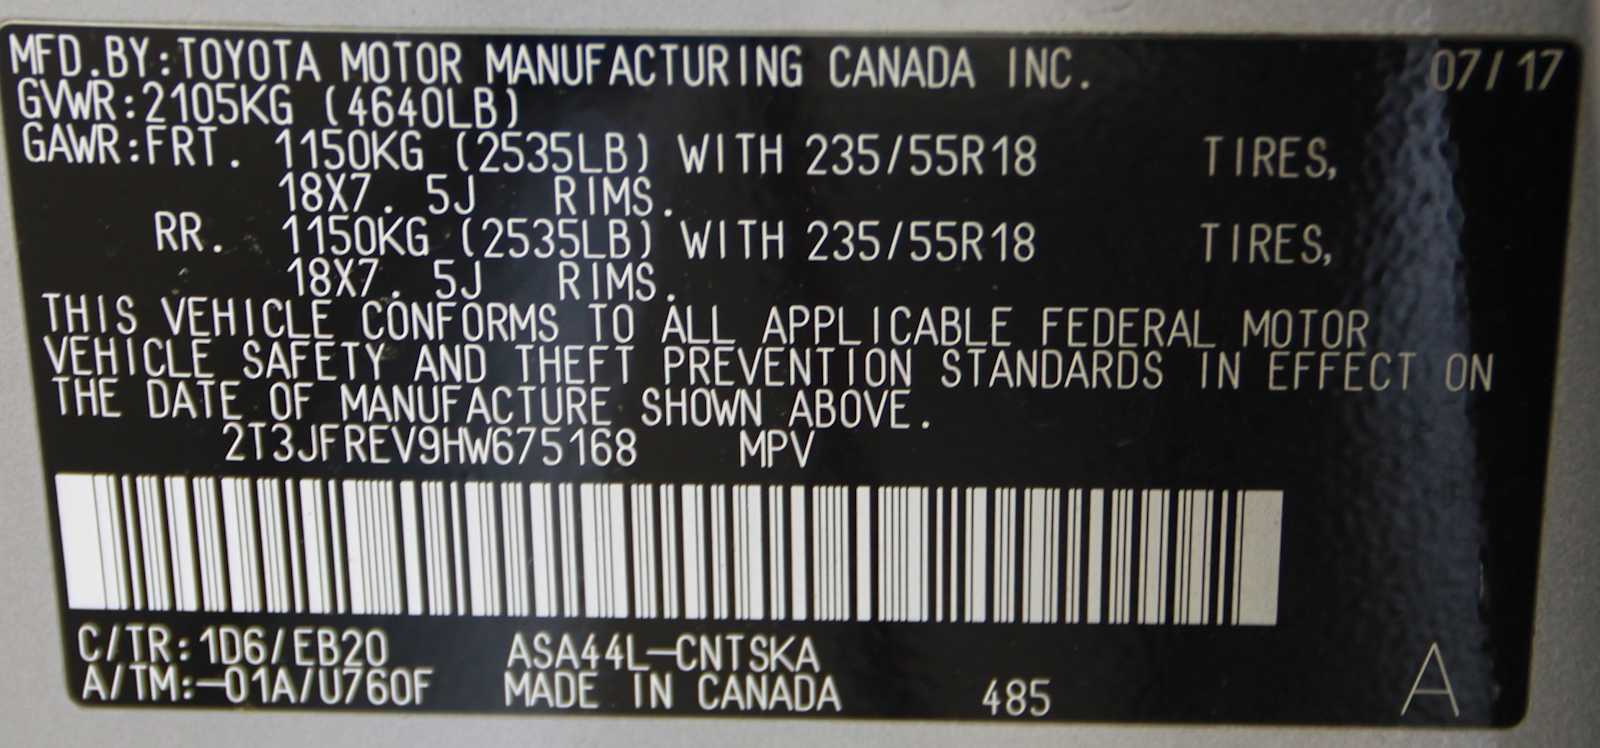 MFD.BY:TOYOTA MOTOR MANUFACTURING CANADA INC. 07/17
GVWR:2105KG (4640LB)
GAWR:FRT. 1150KG (2535LB) WITH 235/55R18 TIRES,
18X7. 5J RIMS.
RR. 1150KG (2535LB) WITH 235/55R18 TIRES,
18X7. 5J RIMS.
THIS VEHICLE CONFORMS TO ALL APPLICABLE FEDERAL MOTOR
VEHICLE SAFETY AND THEFT PREVENTION STANDARDS IN EFFECT ON
THE DATE OF MANUFACTURE SHOWN ABOVE.
2T3JFREV9HW675168 MPV
C/TR:1D6/EB20 ASA44L-CNTSKA
A/TM:-01A/U760F MADE IN CANADA 485 A